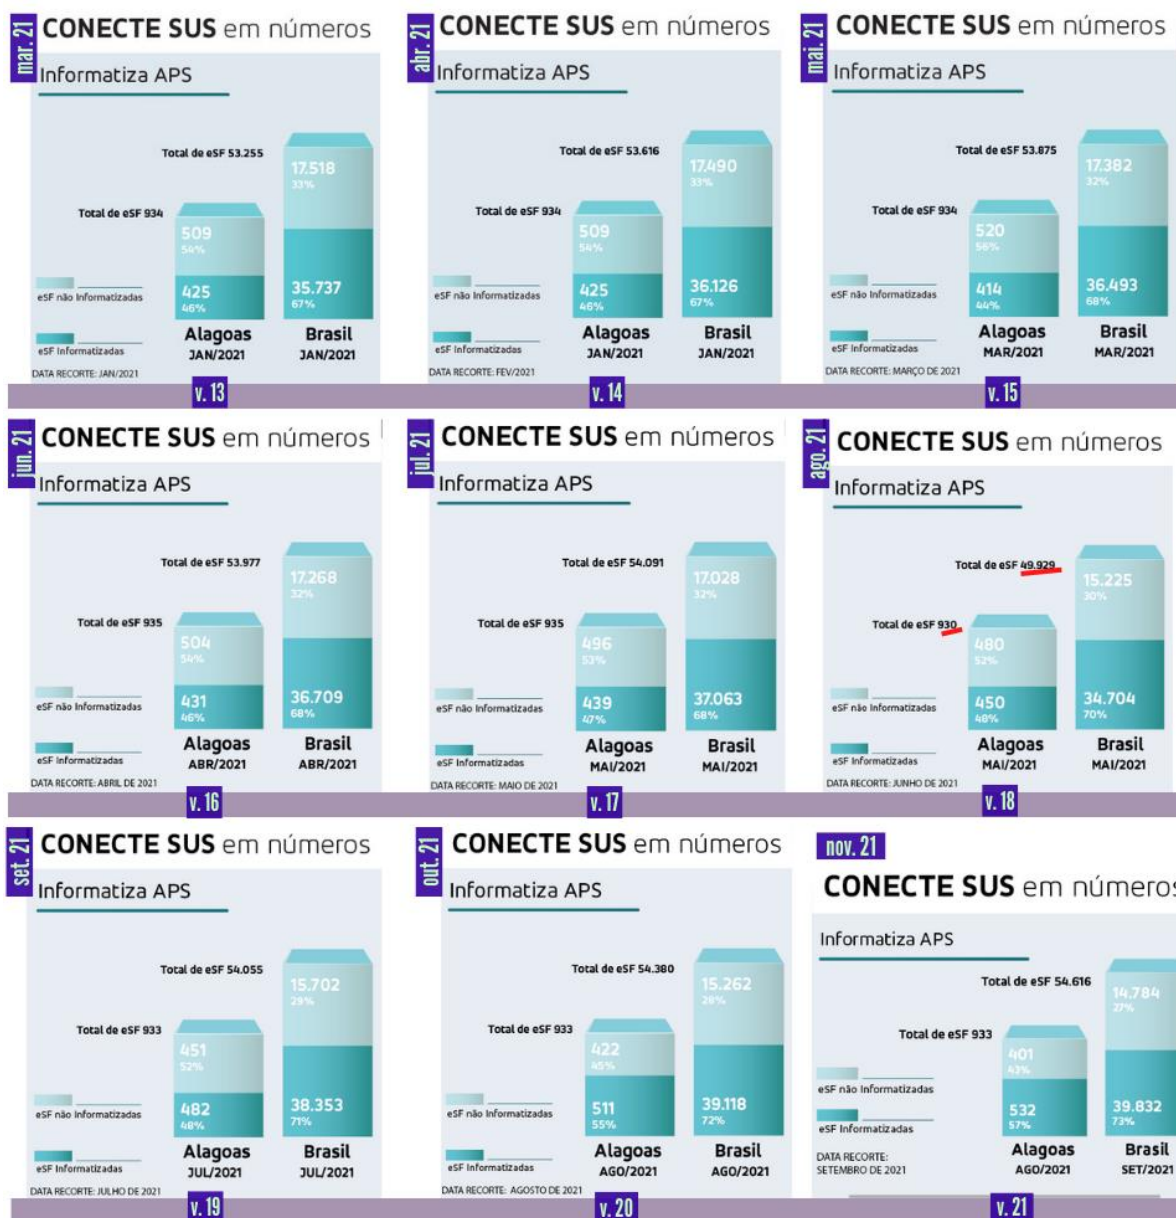 mar. 21
CONECTE SUS em números
Informatiza APS
Total de eSF 53.255
17.518
33%
Total de eSF 934
509
54%
eSF não Informatizadas
425
46%
35.737
67%
eSF Informatizadas
Alagoas
JAN/2021
Brasil
JAN/2021
DATA RECORTE: JAN/2021
v. 13
abr. 21
CONECTE SUS em números
Informatiza APS
Total de eSF 53.616
17.490
33%
Total de eSF 934
509
54%
eSF não Informatizadas
425
46%
36.126
67%
eSF Informatizadas
Alagoas
JAN/2021
Brasil
JAN/2021
DATA RECORTE: FEV/2021
v. 14
mai. 21
CONECTE SUS em números
Informatiza APS
Total de eSF 53.875
17.382
32%
Total de eSF 934
520
56%
eSF não Informatizadas
414
44%
36.493
68%
eSF Informatizadas
Alagoas
MAR/2021
Brasil
MAR/2021
DATA RECORTE: MARÇO DE 2021
v. 15
jun. 21
CONECTE SUS em números
Informatiza APS
Total de eSF 53.977
17.268
32%
Total de eSF 935
504
54%
eSF não Informatizadas
431
46%
36.709
68%
eSF Informatizadas
Alagoas
ABR/2021
Brasil
ABR/2021
DATA RECORTE: ABRIL DE 2021
v. 16
jul. 21
CONECTE SUS em números
Informatiza APS
Total de eSF 54.091
17.028
32%
Total de eSF 935
496
53%
eSF não Informatizadas
439
47%
37.063
68%
eSF Informatizadas
Alagoas
MAI/2021
Brasil
MAI/2021
DATA RECORTE: MAIO DE 2021
v. 17
ago. 21
CONECTE SUS em números
Informatiza APS
Total de eSF 49.929
15.225
30%
Total de eSF 930
480
52%
eSF não Informatizadas
450
48%
34.704
70%
eSF Informatizadas
Alagoas
MAI/2021
Brasil
MAI/2021
DATA RECORTE: JUNHO DE 2021
v. 18
set. 21
CONECTE SUS em números
Informatiza APS
Total de eSF 54.055
15.702
29%
Total de eSF 933
451
52%
eSF não Informatizadas
482
48%
38.353
71%
eSF Informatizadas
Alagoas
JUL/2021
Brasil
JUL/2021
DATA RECORTE: JULHO DE 2021
v. 19
out. 21
CONECTE SUS em números
Informatiza APS
Total de eSF 54.380
15.262
28%
Total de eSF 933
422
45%
eSF não Informatizadas
511
55%
39.118
72%
eSF Informatizadas
Alagoas
AGO/2021
Brasil
AGO/2021
DATA RECORTE: AGOSTO DE 2021
v. 20
nov. 21
CONECTE SUS em números
Informatiza APS
Total de eSF 54.616
14.784
27%
Total de eSF 933
401
43%
eSF não Informatizadas
532
57%
39.832
73%
eSF Informatizadas
Alagoas
AGO/2021
Brasil
SET/2021
DATA RECORTE:
SETEMBRO DE 2021
v. 21